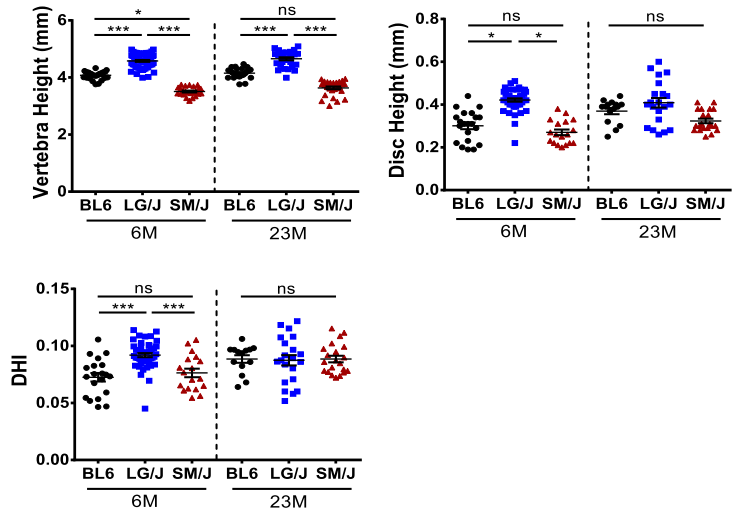 Vertebra Height (mm)
6
4
2
0
*
*** ***
ns
*** ***
BL6 LG/J SM/J BL6 LG/J SM/J
6M 23M
Disc Height (mm)
0.8
0.6
0.4
0.2
0.0
ns
* *
ns
BL6 LG/J SM/J BL6 LG/J SM/J
6M 23M
DHI
0.15
0.10
0.05
0.00
ns
*** ***
ns
BL6 LG/J SM/J BL6 LG/J SM/J
6M 23M